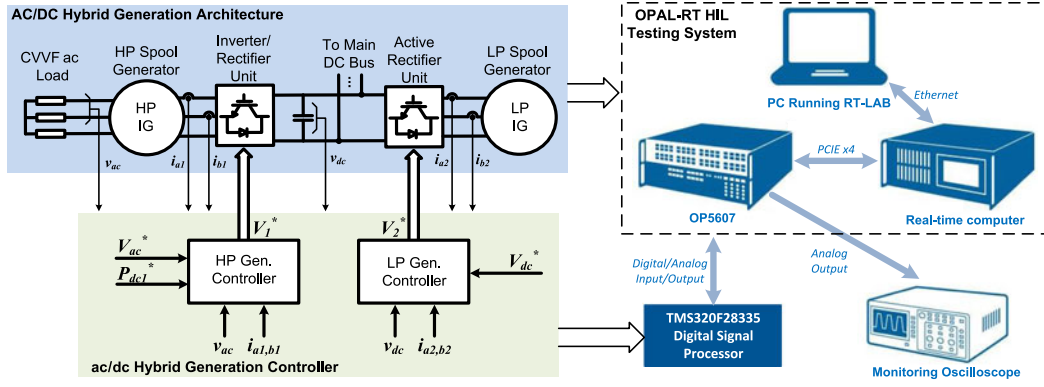 AC/DC Hybrid Generation Architecture
CVVF ac
Load
HP Spool
Generator
Inverter/
Rectifier
Unit
To Main
DC Bus
...
Active
Rectifier
Unit
LP Spool
Generator
HP
IG
LP
IG
v_ac
i_a1
i_b1
v_dc
i_a2
i_b2
V_1^*
V_2^*
V_ac^*
P_dc1^*
HP Gen.
Controller
LP Gen.
Controller
V_dc^*
v_ac
i_a1,b1
v_dc
i_a2,b2
ac/dc Hybrid Generation Controller
OPAL-RT HIL
Testing System
PC Running RT-LAB
Ethernet
PCIE x4
OP5607
Real-time computer
Digital/Analog
Input/Output
Analog
Output
TMS320F28335
Digital Signal
Processor
Monitoring Oscilloscope